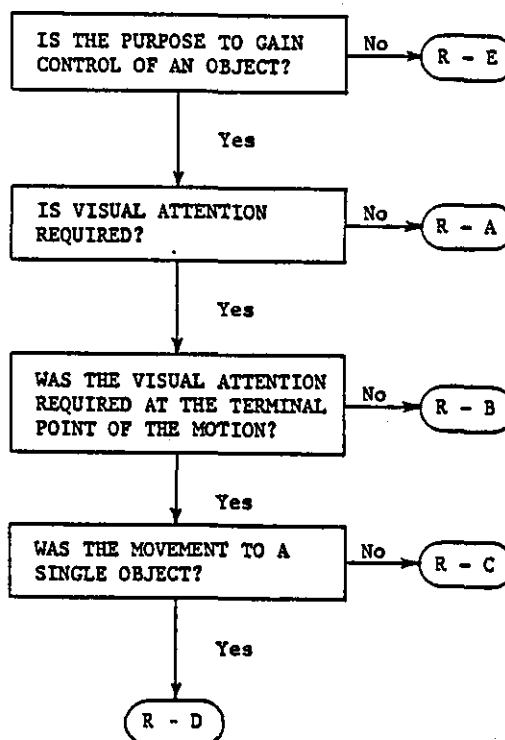 IS THE PURPOSE TO GAIN
CONTROL OF AN OBJECT?
No
R - E
Yes
IS VISUAL ATTENTION
REQUIRED?
No
R - A
Yes
WAS THE VISUAL ATTENTION
REQUIRED AT THE TERMINAL
POINT OF THE MOTION?
No
R - B
Yes
WAS THE MOVEMENT TO A
SINGLE OBJECT?
No
R - C
Yes
R - D